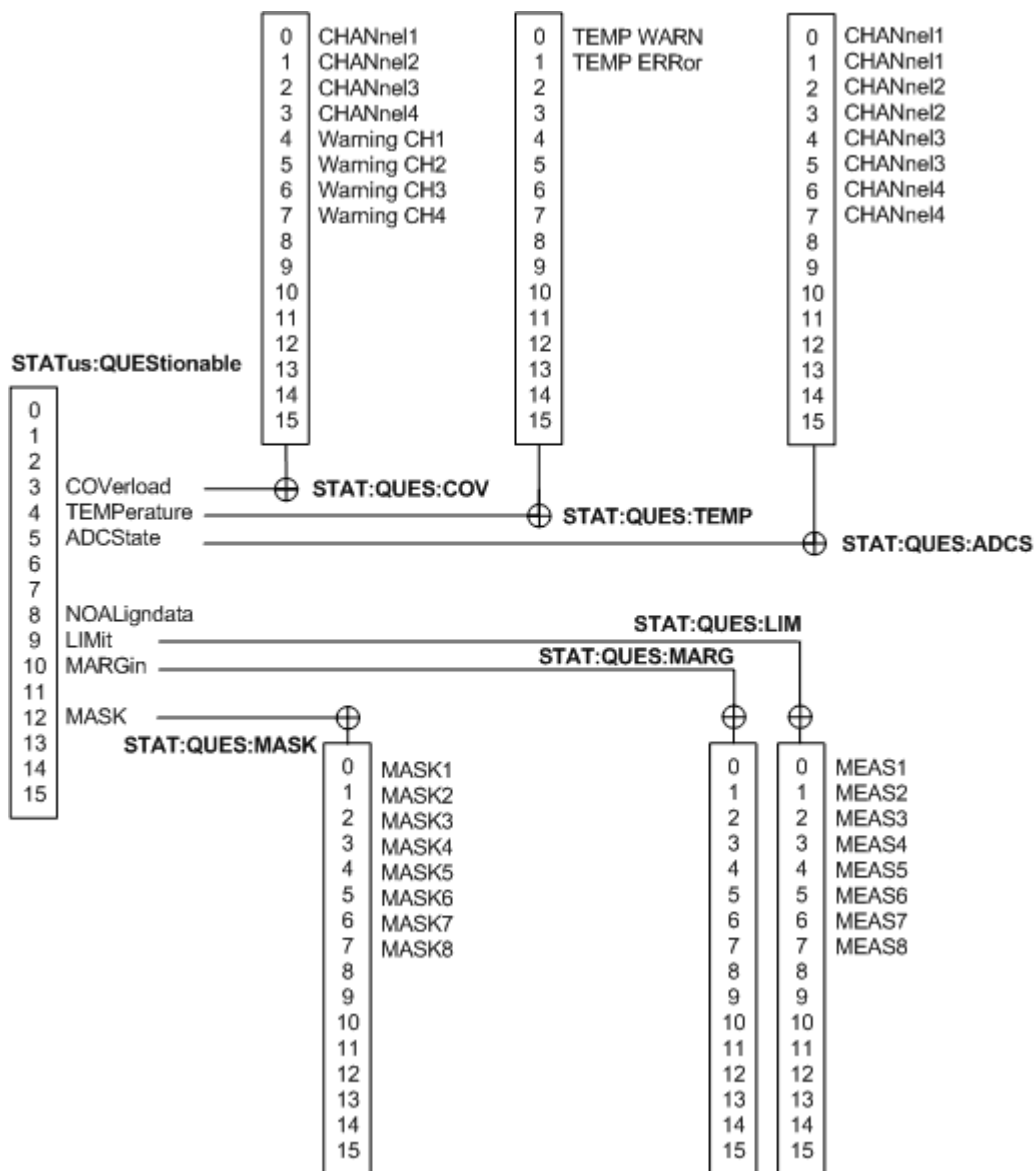 0 CHANnel1
1 CHANnel2
2 CHANnel3
3 CHANnel4
4 Warning CH1
5 Warning CH2
6 Warning CH3
7 Warning CH4
8
9
10
11
12
13
14
15
0 TEMP WARN
1 TEMP ERRor
2
3
4
5
6
7
8
9
10
11
12
13
14
15
0 CHANnel1
1 CHANnel1
2 CHANnel2
3 CHANnel2
4 CHANnel3
5 CHANnel3
6 CHANnel4
7 CHANnel4
8
9
10
11
12
13
14
15
STATus:QUEStionable
0
1
2
3 COVerload
4 TEMPerature
5 ADCState
6
7
8 NOALigndata
9 LIMit
10 MARGin
11
12 MASK
13
14
15
STAT:QUES:COV
STAT:QUES:TEMP
STAT:QUES:ADCS
STAT:QUES:LIM
STAT:QUES:MARG
STAT:QUES:MASK
0 MASK1
1 MASK2
2 MASK3
3 MASK4
4 MASK5
5 MASK6
6 MASK7
7 MASK8
8
9
10
11
12
13
14
15
0
1
2
3
4
5
6
7
8
9
10
11
12
13
14
15
0 MEAS1
1 MEAS2
2 MEAS3
3 MEAS4
4 MEAS5
5 MEAS6
6 MEAS7
7 MEAS8
8
9
10
11
12
13
14
15